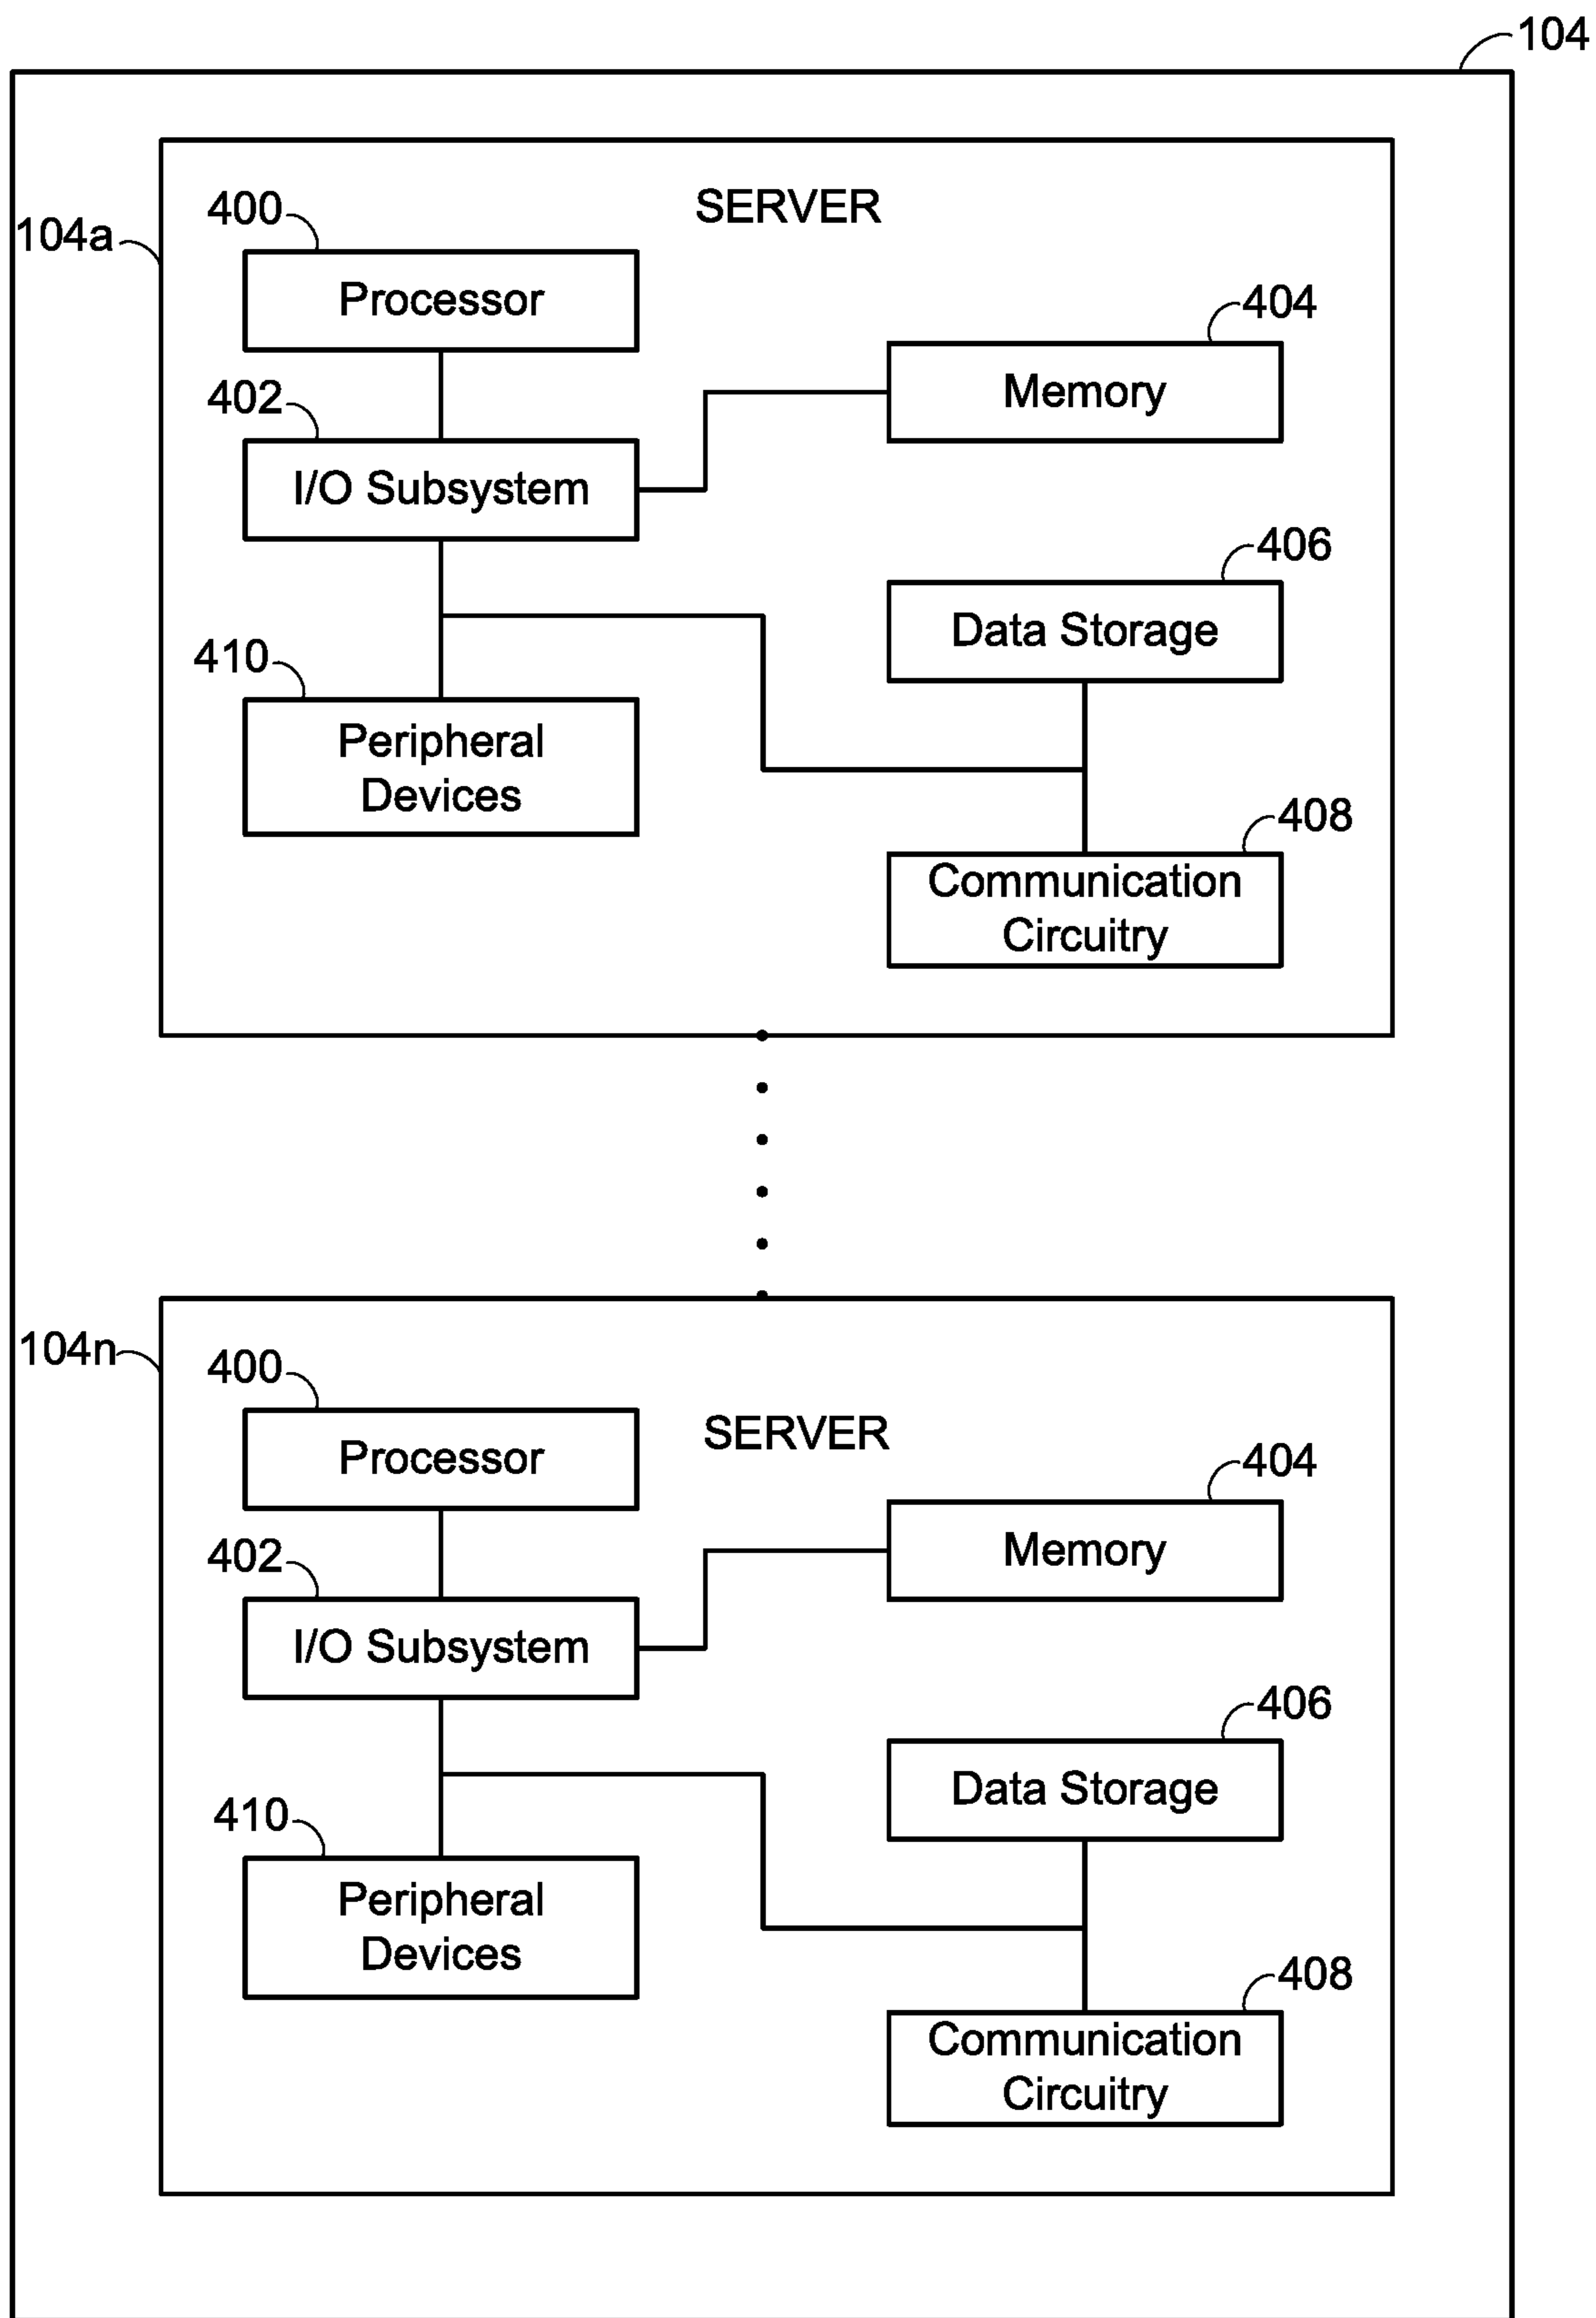 104
SERVER
400
104a
Processor
404
Memory
402
I/O Subsystem
406
Data Storage
410
Peripheral
Devices
408
Communication
Circuitry
104n
400
SERVER
Processor
404
Memory
402
I/O Subsystem
406
Data Storage
410
Peripheral
Devices
408
Communication
Circuitry